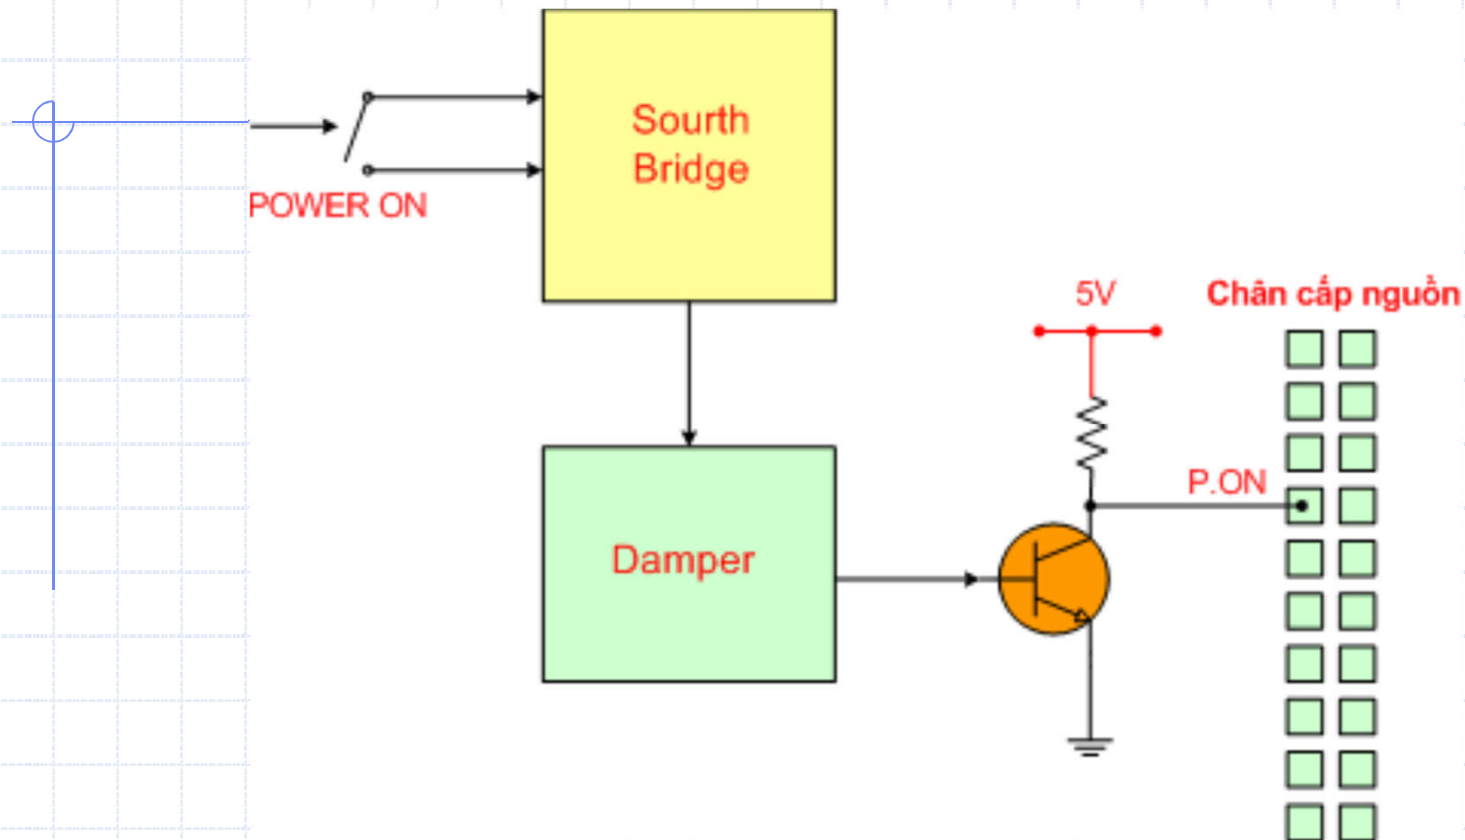 Sourth
Bridge
POWER ON
5V
Chân cấp nguồn
P.ON
Damper